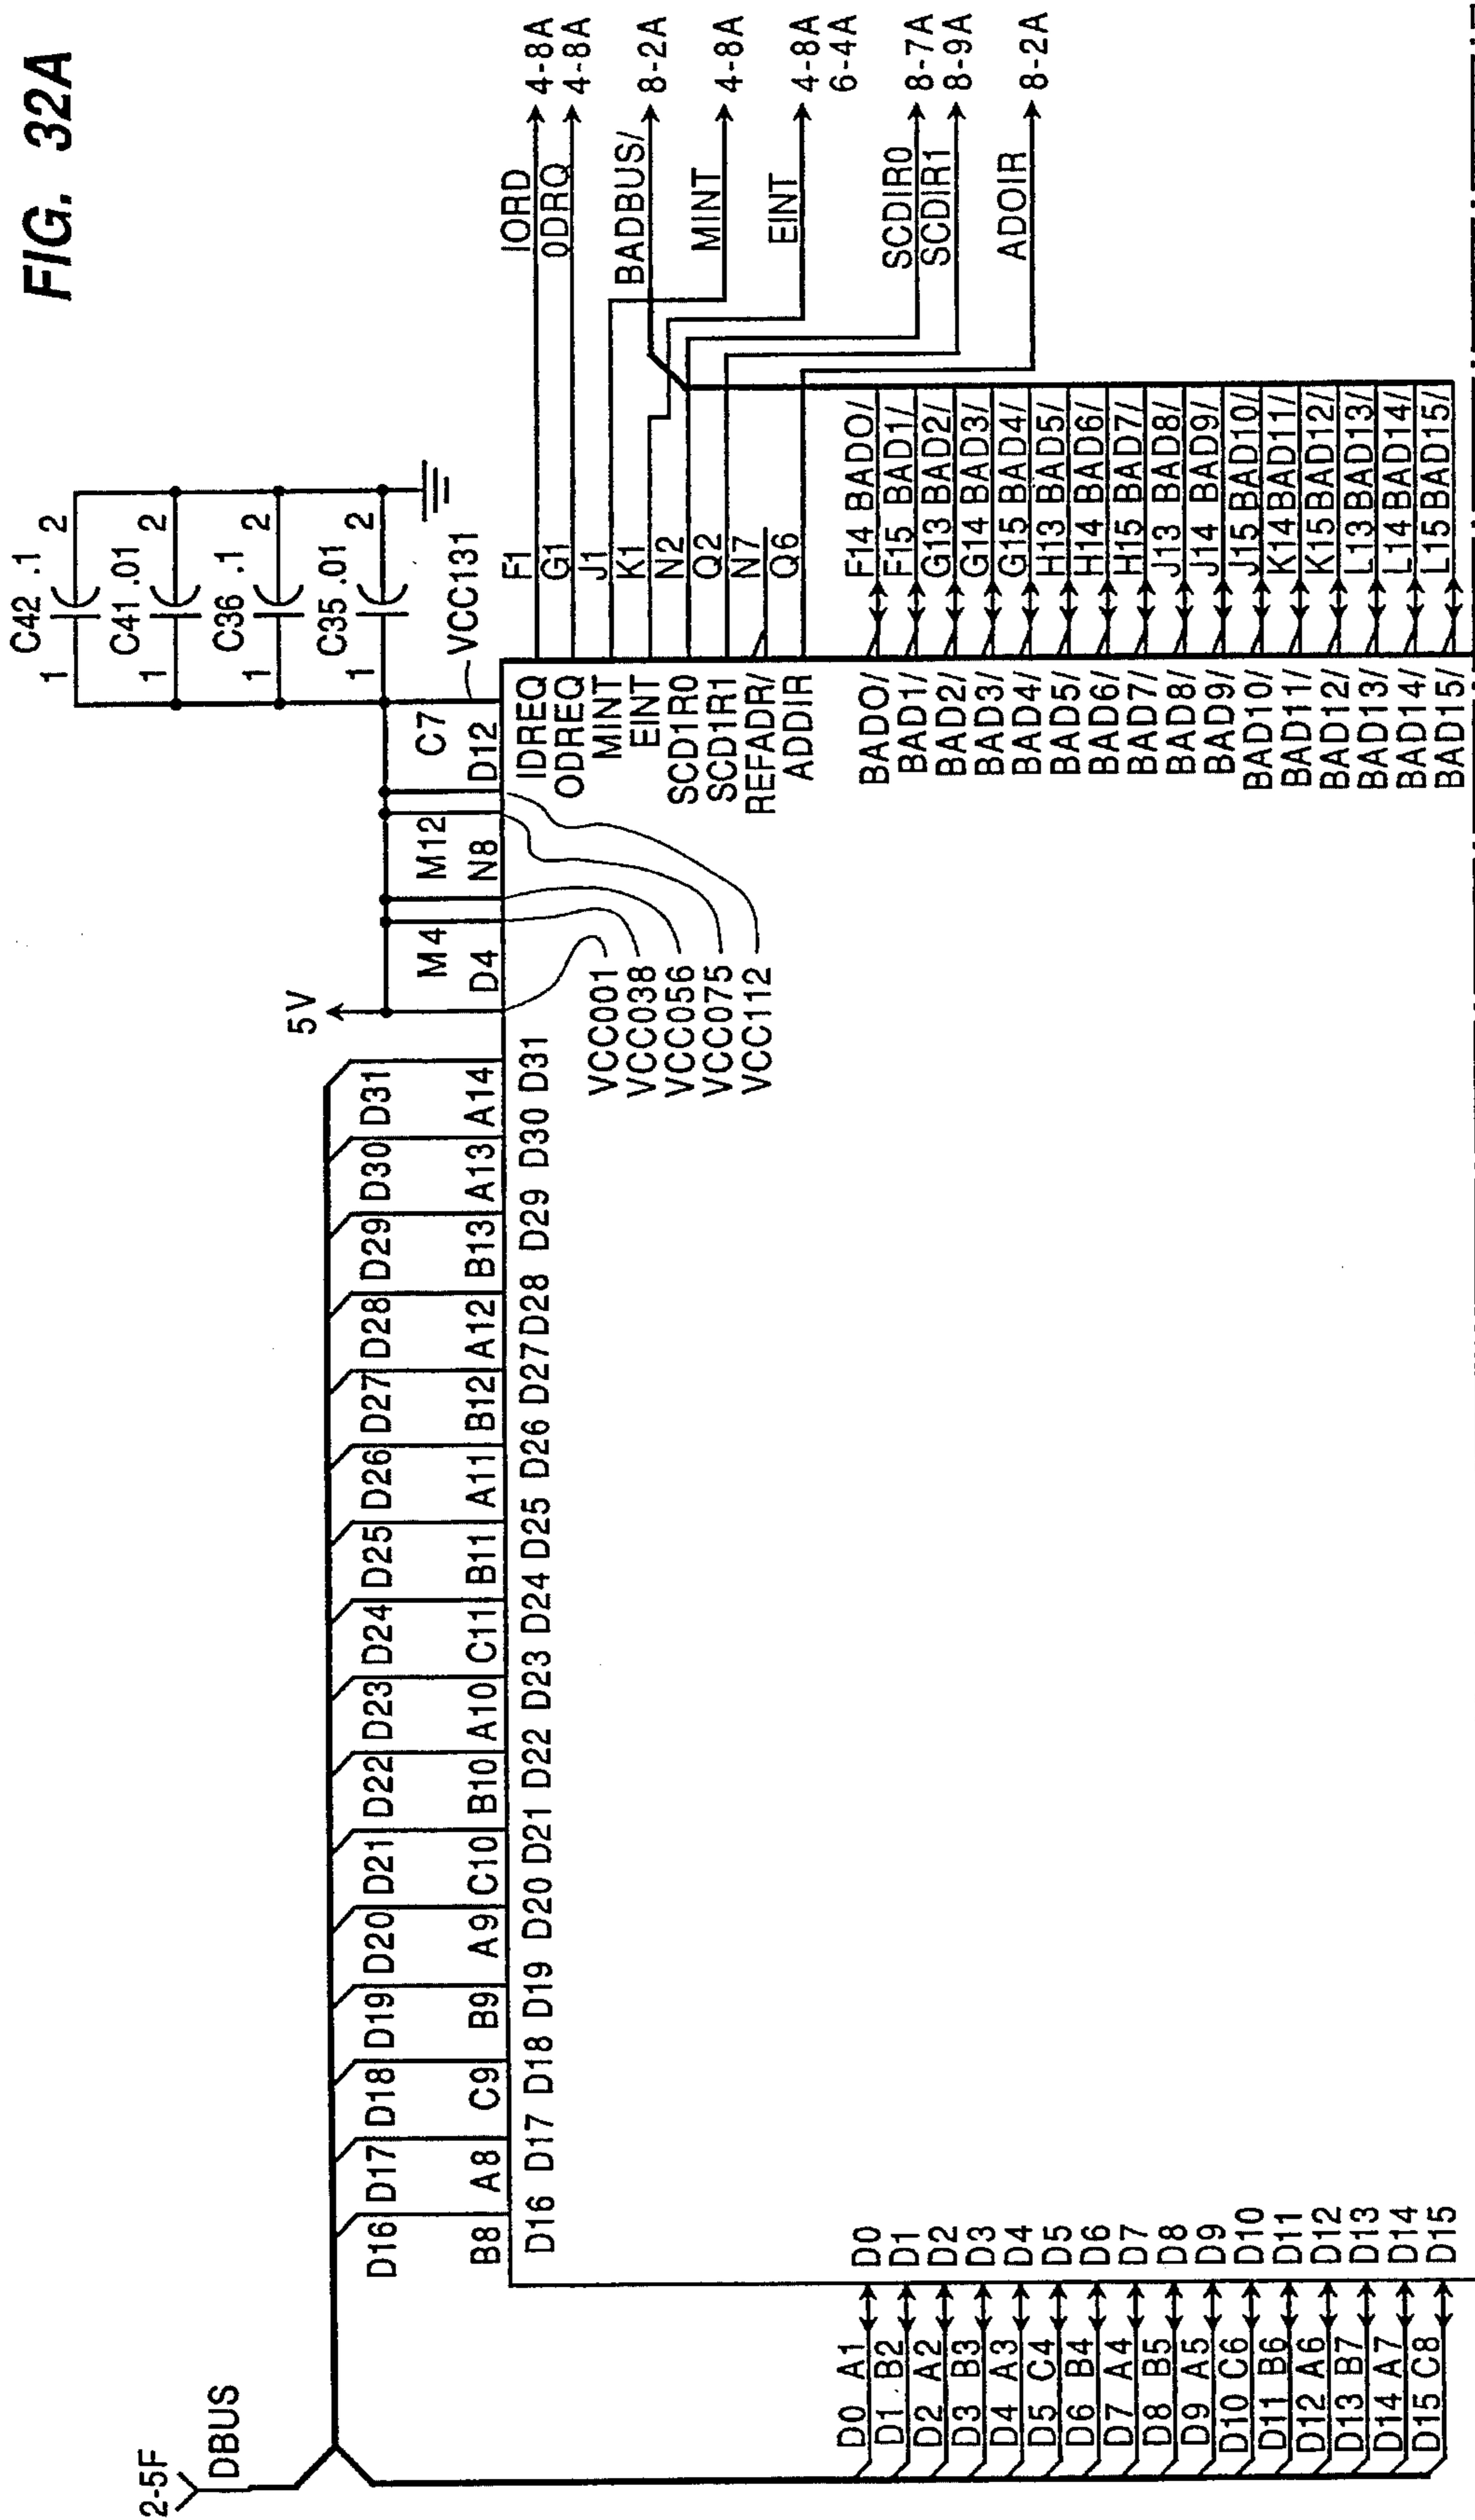 FIG. 32A
2-5F
DBUS
D16 D17 D18 D19 D20 D21 D22 D23 D24 D25 D26 D27 D28 D29 D30 D31
B8 A8 C9 B9 A9 C10 B10 A10 C11 B11 A11 B12 A12 B13 A13 A14
D16 D17 D18 D19 D20 D21 D22 D23 D24 D25 D26 D27 D28 D29 D30 D31
5V
M4 M12 C7
D4 N8 D12
VCC131
VCC001
VCC038
VCC056
VCC075
VCC112
1 C42 .1 2
1 C41 .01 2
1 C36 .1 2
1 C35 .01 2
IDREQ F1 IORD 4-8A
ODREQ G1 ODRQ 4-8A
MINT J1
EINT K1 BADBUS/ 8-2A
SCD1R0 N2
SCD1R1 Q2 MINT 4-8A
REFADR/ N7
ADDIR Q6 EINT 4-8A
6-4A
SCDIR0 8-7A
SCDIR1 8-9A
ADOIR 8-2A
BADO/ F14 BADO/
BAD1/ F15 BAD1/
BAD2/ G13 BAD2/
BAD3/ G14 BAD3/
BAD4/ G15 BAD4/
BAD5/ H13 BAD5/
BAD6/ H14 BAD6/
BAD7/ H15 BAD7/
BAD8/ J13 BAD8/
BAD9/ J14 BAD9/
BAD10/ J15 BAD10/
BAD11/ K14 BAD11/
BAD12/ K15 BAD12/
BAD13/ L13 BAD13/
BAD14/ L14 BAD14/
BAD15/ L15 BAD15/
D0 A1 D0
D1 B2 D1
D2 A2 D2
D3 B3 D3
D4 A3 D4
D5 C4 D5
D6 B4 D6
D7 A4 D7
D8 B5 D8
D9 A5 D9
D10 C6 D10
D11 B6 D11
D12 A6 D12
D13 B7 D13
D14 A7 D14
D15 C8 D15